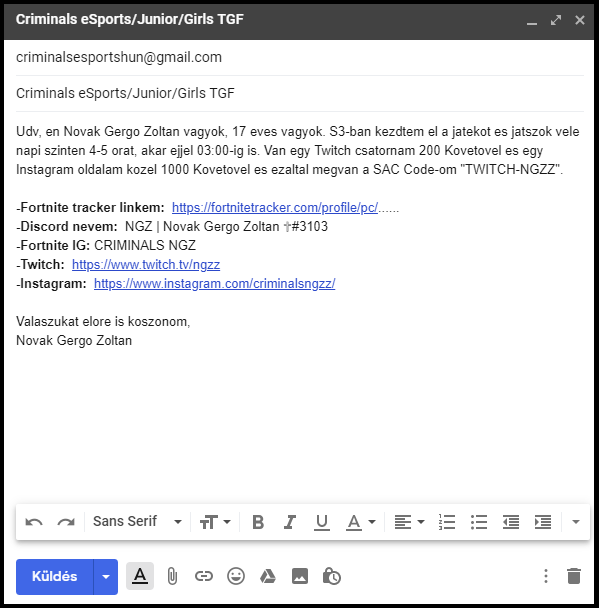 Criminals eSports/Junior/Girls TGF
criminalsesportshun@gmail.com
Criminals eSports/Junior/Girls TGF
Udv, en Novak Gergo Zoltan vagyok, 17 eves vagyok. S3-ban kezdtem el a jatekot es jatszok vele
napi szinten 4-5 orat, akar ejjel 03:00-ig is. Van egy Twitch csatornam 200 Kovetovel es egy
Instagram oldalam kozel 1000 Kovetovel es ezaltal megvan a SAC Code-om "TWITCH-NGZZ".
-Fortnite tracker linkem: https://fortnitetracker.com/profile/pc/......
-Discord nevem: NGZ | Novak Gergo Zoltan ✝#3103
-Fortnite IG: CRIMINALS NGZ
-Twitch: https://www.twitch.tv/ngzz
-Instagram: https://www.instagram.com/criminalsngzz/
Valaszukat elore is koszonom,
Novak Gergo Zoltan
Sans Serif
B I U A
Küldés A